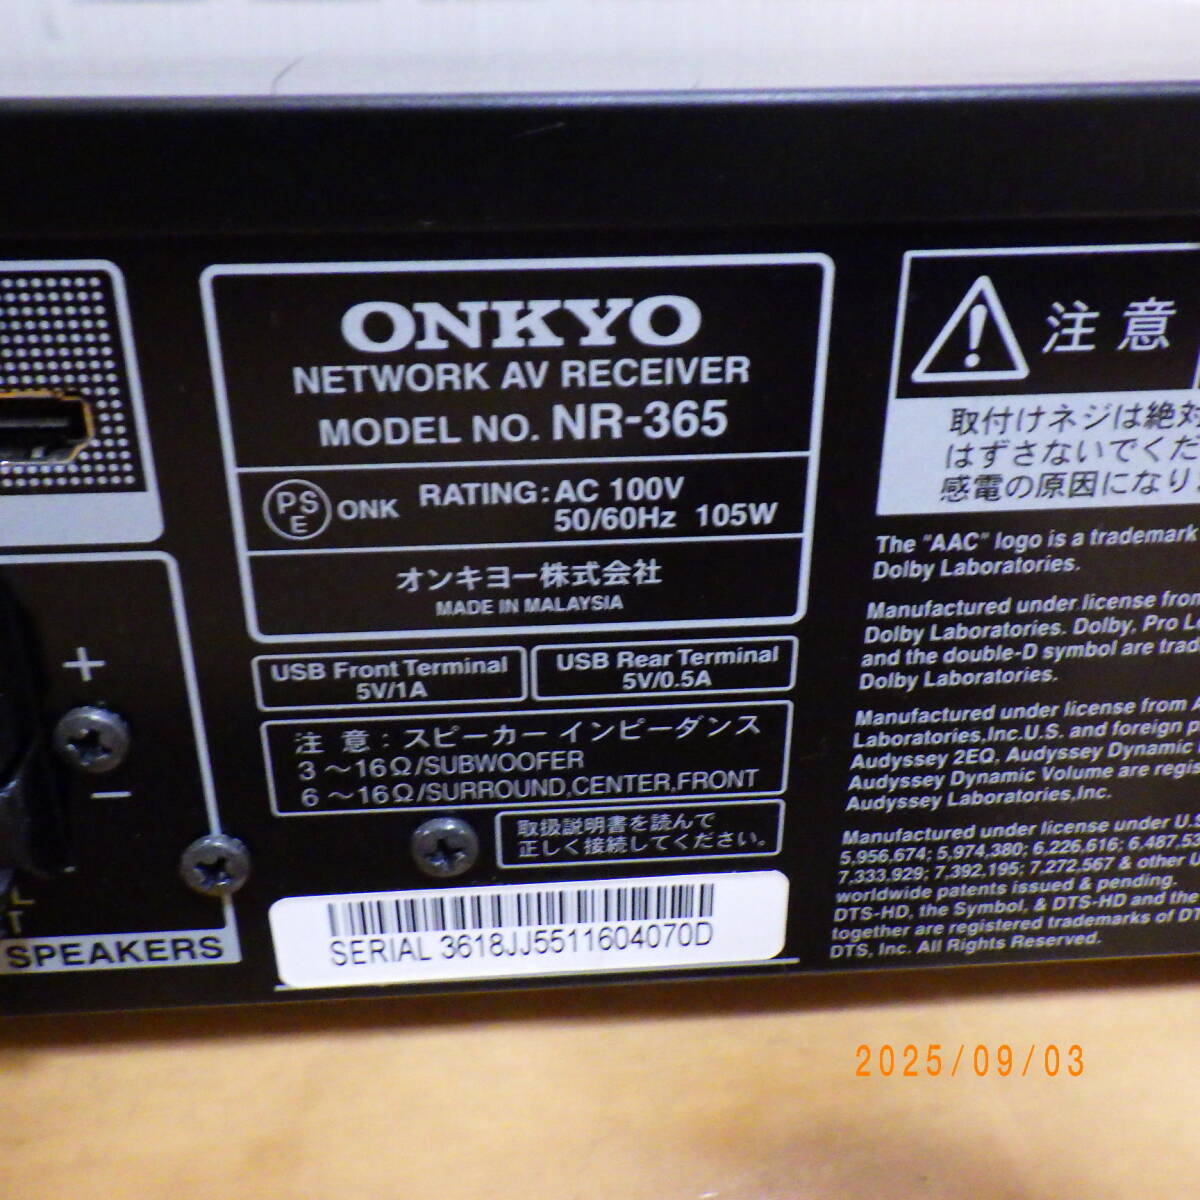 ONKYO
NETWORK AV RECEIVER
MODEL NO. NR-365
PS E ONK RATING: AC 100V
50/60Hz 105W
オンキヨー株式会社
MADE IN MALAYSIA
USB Front Terminal
5V/1A
USB Rear Terminal
5V/0.5A
注 意 : スピーカー インピーダンス
3 ～16Ω/SUBWOOFER
6 ～16Ω/SURROUND,CENTER,FRONT
取扱説明書を読んで
正しく接続してください。
SERIAL 3618JJ5511604070D
+
−
SPEAKERS
注 意
取付けネジは絶対
はずさないでくだ
感電の原因になり
The "AAC" logo is a trademark
Dolby Laboratories.
Manufactured under license from
Dolby Laboratories. Dolby, Pro
and the double-D symbol are
Dolby Laboratories.
Manufactured under license from
Laboratories,Inc.U.S. and foreign
Audyssey 2EQ, Audyssey Dynamic
Audyssey Dynamic Volume are
Audyssey Laboratories,Inc.
Manufactured under license under U.S.
5,956,674; 5,974,380; 6,226,616;
7,333,929; 7,392,195; 7,272,567 & other
worldwide patents issued & pending.
DTS-HD, the Symbol, & DTS-HD and the
together are registered trademarks of
DTS, Inc. All Rights Reserved.
2025/09/03